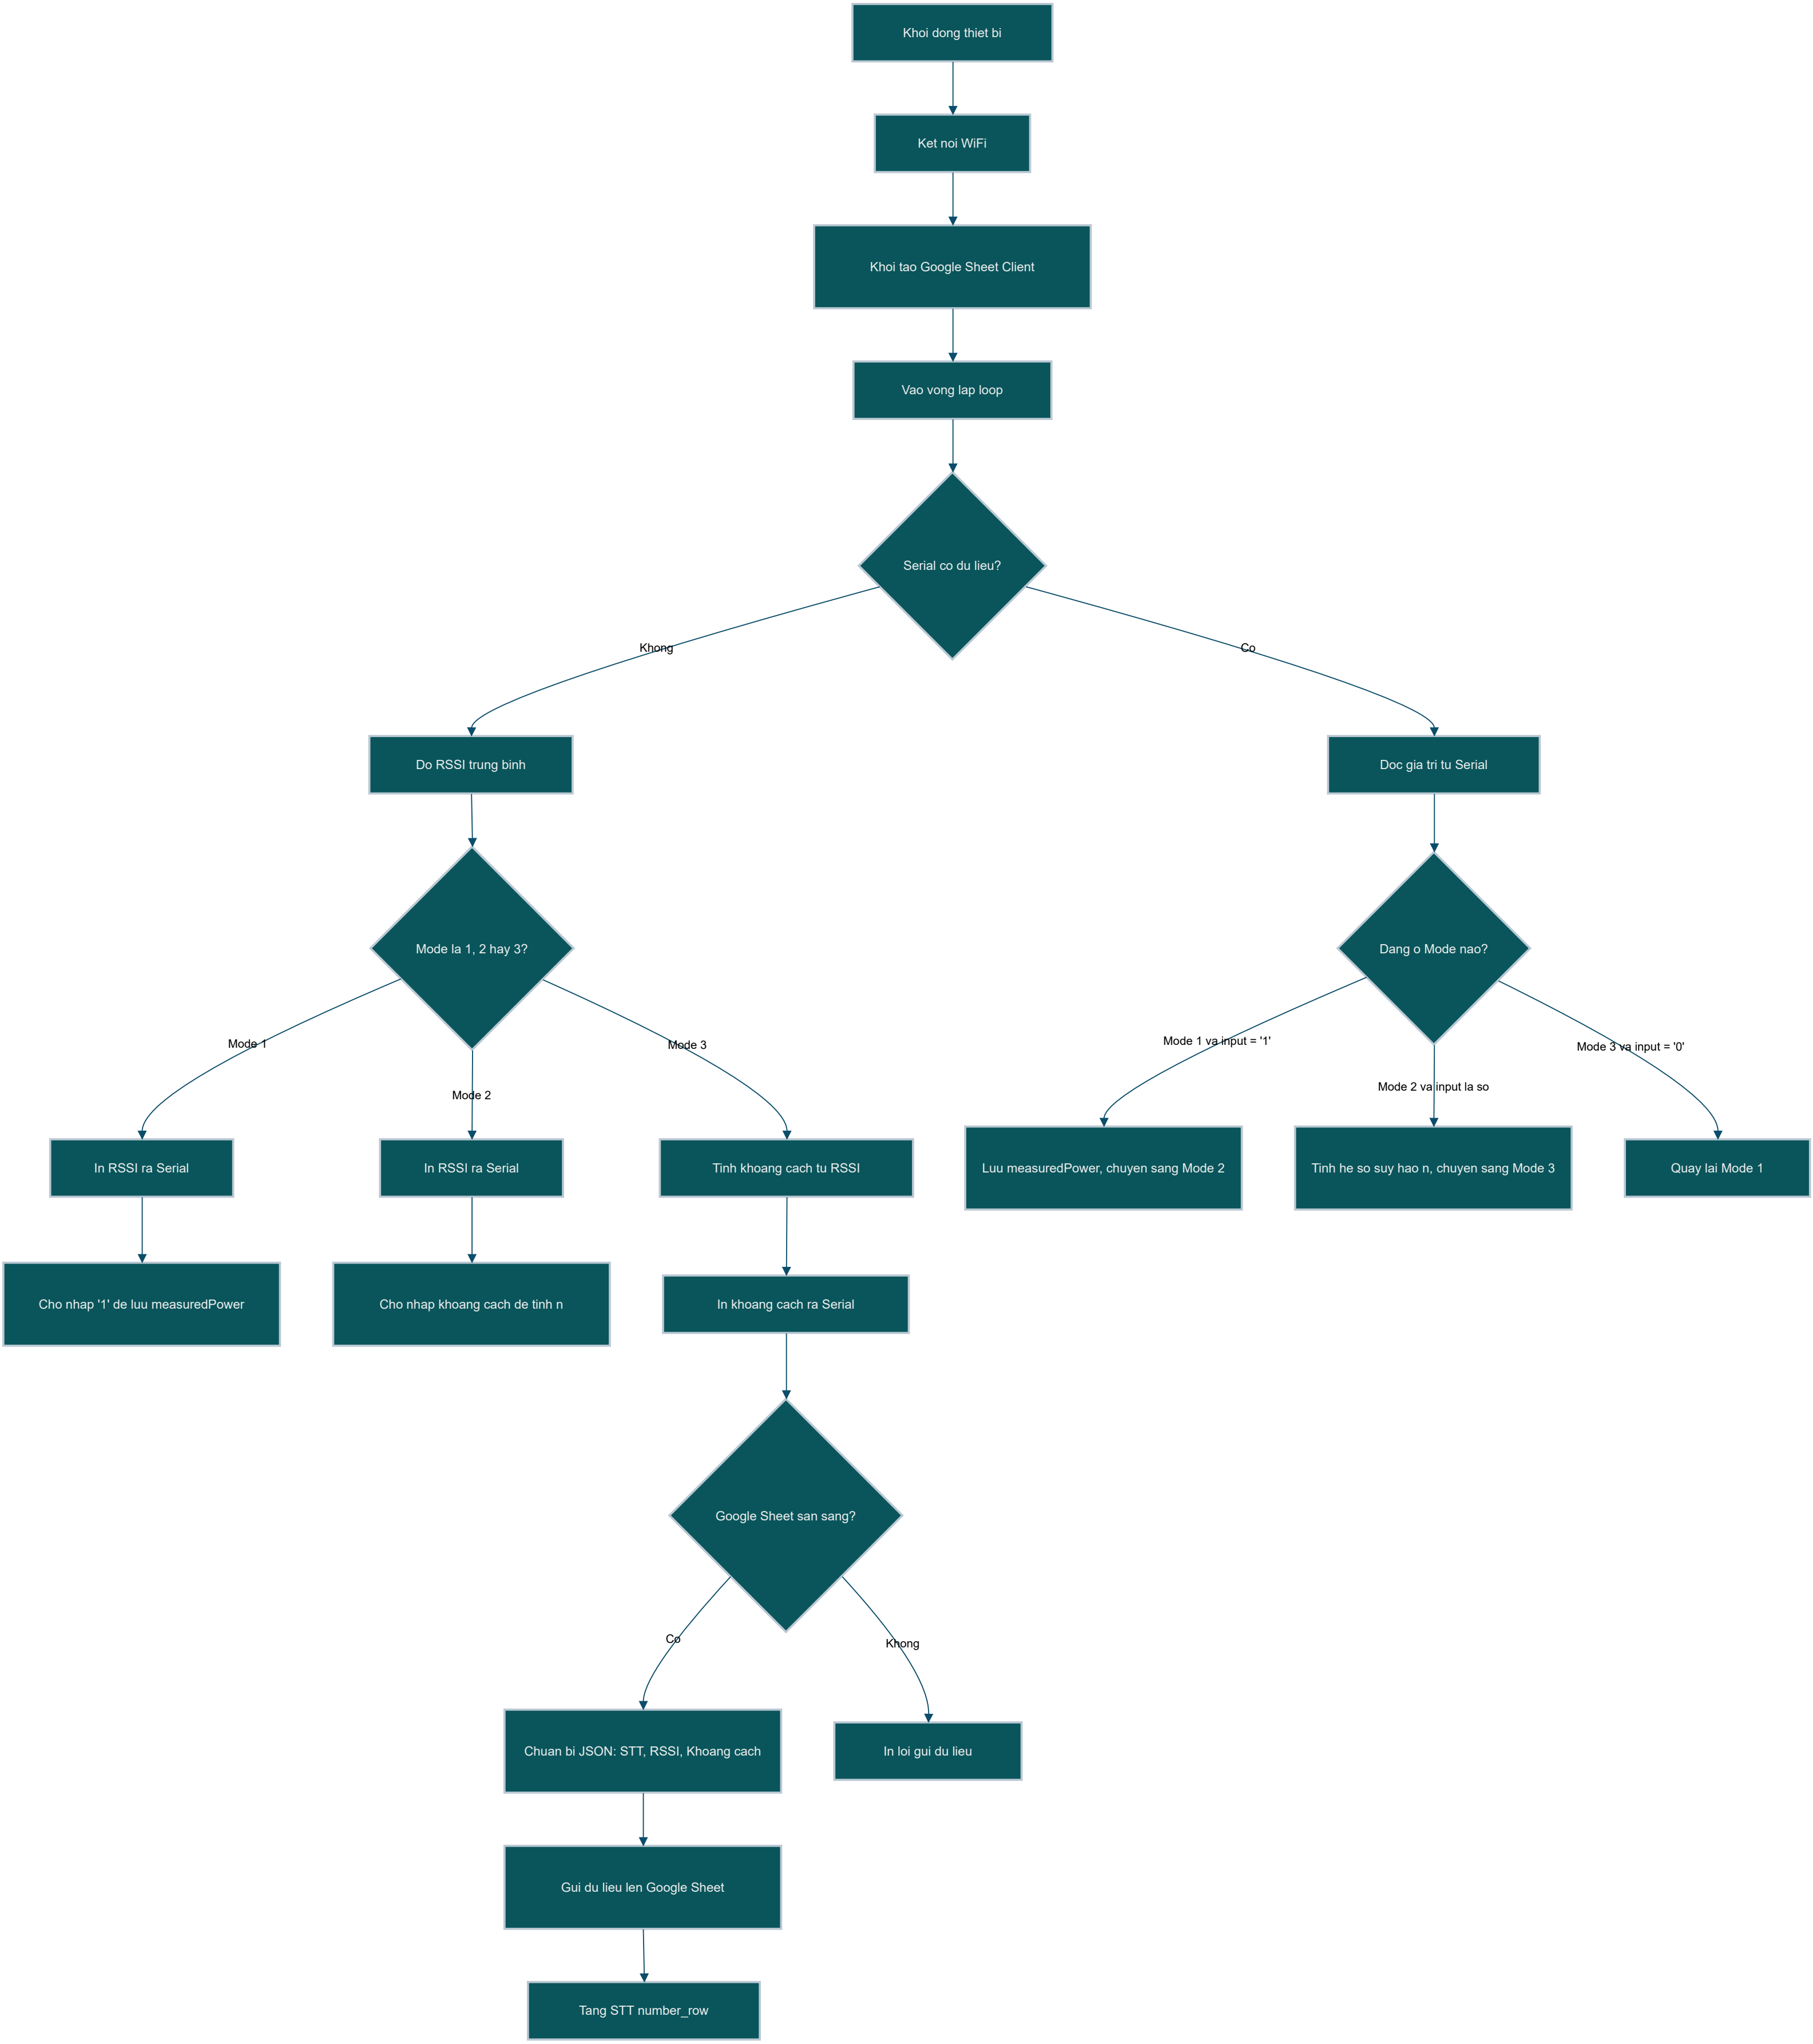 Khoi dong thiet bi
Ket noi WiFi
Khoi tao Google Sheet Client
Vao vong lap loop
Serial co du lieu?
Khong
Co
Do RSSI trung binh
Doc gia tri tu Serial
Mode la 1, 2 hay 3?
Dang o Mode nao?
Mode 1
Mode 2
Mode 3
Mode 1 va input = '1'
Mode 2 va input la so
Mode 3 va input = '0'
In RSSI ra Serial
In RSSI ra Serial
Tinh khoang cach tu RSSI
Luu measuredPower, chuyen sang Mode 2
Tinh he so suy hao n, chuyen sang Mode 3
Quay lai Mode 1
Cho nhap '1' de luu measuredPower
Cho nhap khoang cach de tinh n
In khoang cach ra Serial
Google Sheet san sang?
Co
Khong
Chuan bi JSON: STT, RSSI, Khoang cach
In loi gui du lieu
Gui du lieu len Google Sheet
Tang STT number_row